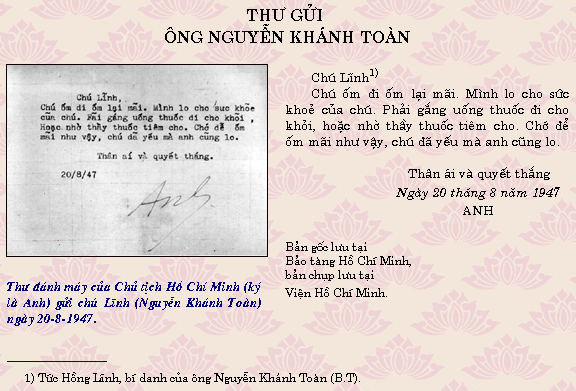 THƯ GỬI
ÔNG NGUYỄN KHÁNH TOÀN
Chú Lĩnh,
Chú ốm đi ốm lại mãi. Mình lo cho sưc khỏe
của chú. Fải gắng uống thuốc đi cho khỏi ,
Hoạc nhờ thầy thuốc tiêm cho. Chớ dể ốm
mãi như vậy, chú đã yếu mà anh cũng lo.
Thân aí và quyết thắng.
20/8/47
Anh
Thư đánh máy của Chủ tịch Hồ Chí Minh (ký
là Anh) gửi chú Lĩnh (Nguyễn Khánh Toàn)
ngày 20-8-1947.
Chú Lĩnh1)
Chú ốm đi ốm lại mãi. Mình lo cho sức
khoẻ của chú. Phải gắng uống thuốc đi cho
khỏi, hoặc nhờ thầy thuốc tiêm cho. Chớ để
ốm mãi như vậy, chú đã yếu mà anh cũng lo.
Thân ái và quyết thắng
Ngày 20 tháng 8 năm 1947
ANH
Bản gốc lưu tại
Bảo tàng Hồ Chí Minh,
bản chụp lưu tại
Viện Hồ Chí Minh.
1) Tức Hồng Lĩnh, bí danh của ông Nguyễn Khánh Toàn (B.T).